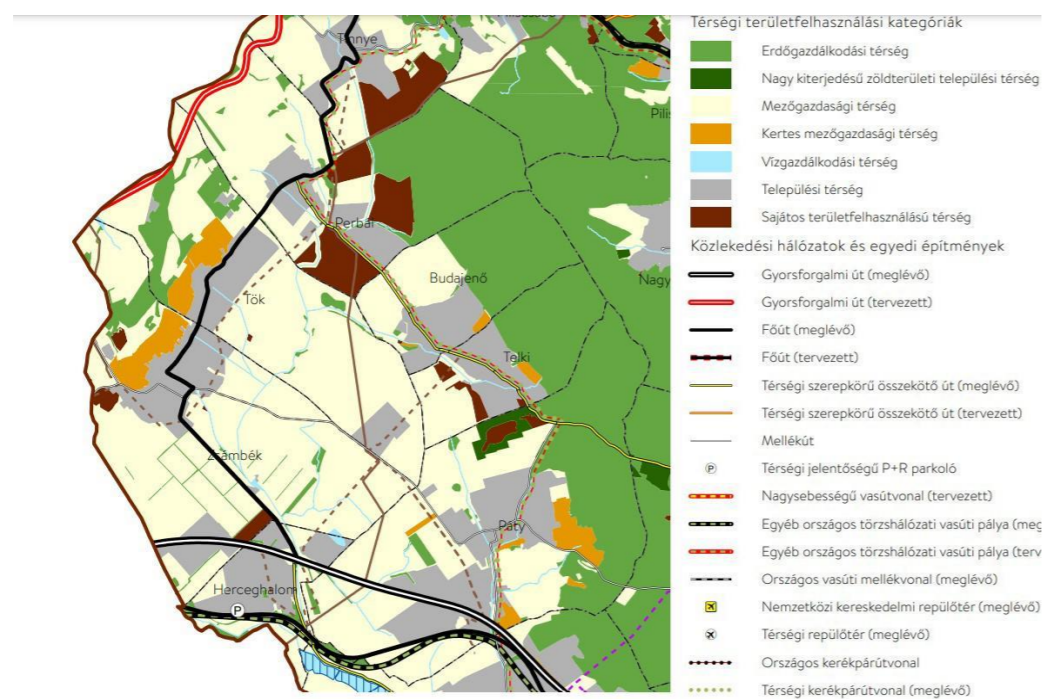 Tinnye
Pilis
Perbál
Budajenő
Nagy
Tök
Telki
Zsámbék
Páty
Herceghalom
P
Térségi területfelhasználási kategóriák
Erdőgazdálkodási térség
Nagy kiterjedésű zöldterületi települési térség
Mezőgazdasági térség
Kertes mezőgazdasági térség
Vízgazdálkodási térség
Települési térség
Sajátos területfelhasználású térség
Közlekedési hálózatok és egyedi építmények
Gyorsforgalmi út (meglévő)
Gyorsforgalmi út (tervezett)
Főút (meglévő)
Főút (tervezett)
Térségi szerepkörű összekötő út (meglévő)
Térségi szerepkörű összekötő út (tervezett)
Mellékút
P Térségi jelentőségű P+R parkoló
Nagysebességű vasútvonal (tervezett)
Egyéb országos törzshálózati vasúti pálya (meg
Egyéb országos törzshálózati vasúti pálya (terv
Országos vasúti mellékvonal (meglévő)
Nemzetközi kereskedelmi repülőtér (meglévő)
Térségi repülőtér (meglévő)
Országos kerékpárútvonal
Térségi kerékpárútvonal (meglévő)